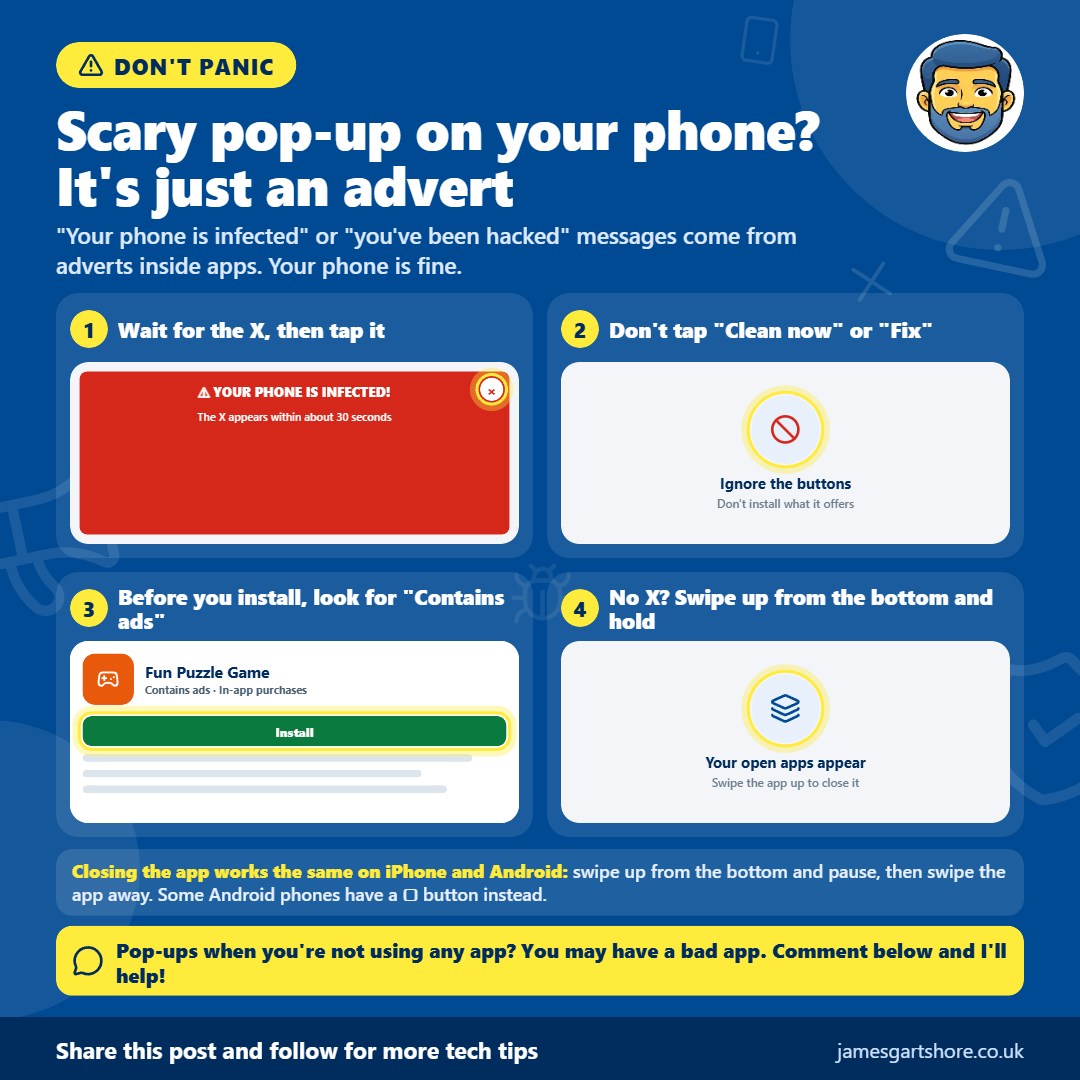 DON'T PANIC
Scary pop-up on your phone?
It's just an advert
"Your phone is infected" or "you've been hacked" messages come from
adverts inside apps. Your phone is fine.
1 Wait for the X, then tap it
⚠ YOUR PHONE IS INFECTED!
×
The X appears within about 30 seconds
2 Don't tap "Clean now" or "Fix"
Ignore the buttons
Don't install what it offers
3 Before you install, look for "Contains
ads"
Fun Puzzle Game
Contains ads · In-app purchases
Install
4 No X? Swipe up from the bottom and
hold
Your open apps appear
Swipe the app up to close it
Closing the app works the same on iPhone and Android: swipe up from the bottom and pause, then swipe the
app away. Some Android phones have a ▢ button instead.
Pop-ups when you're not using any app? You may have a bad app. Comment below and I'll
help!
Share this post and follow for more tech tips
jamesgartshore.co.uk